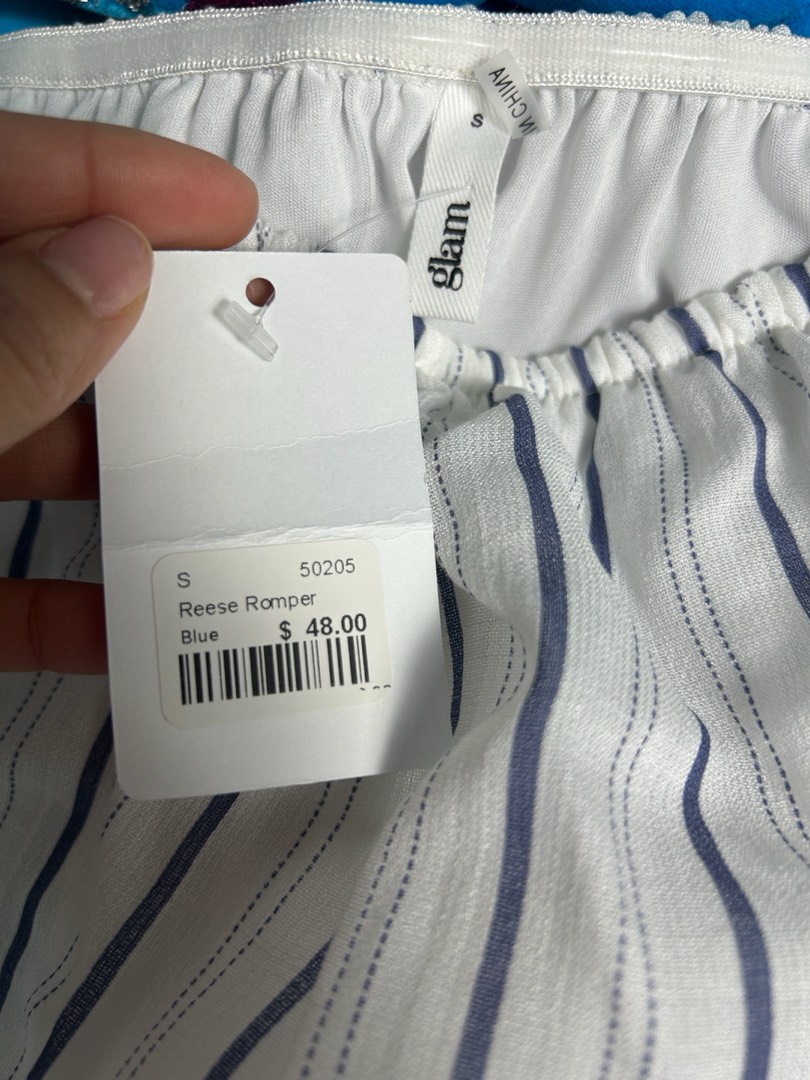 IN CHINA
S
glam
S 50205
Reese Romper
Blue $ 48.00